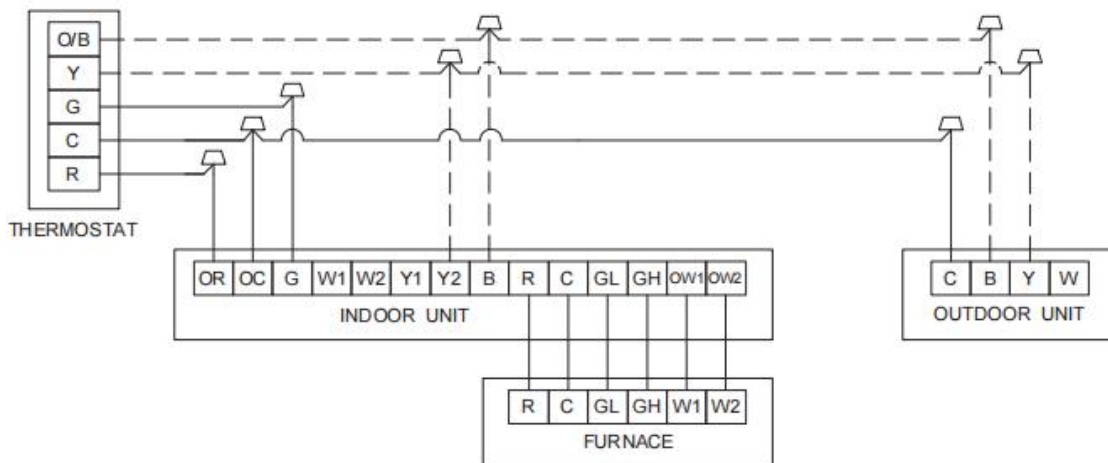 O/B
Y
G
C
R
THERMOSTAT
OR OC G W1 W2 Y1 Y2 B R C GL GH OW1 OW2
INDOOR UNIT
C B Y W
OUTDOOR UNIT
R C GL GH W1 W2
FURNACE